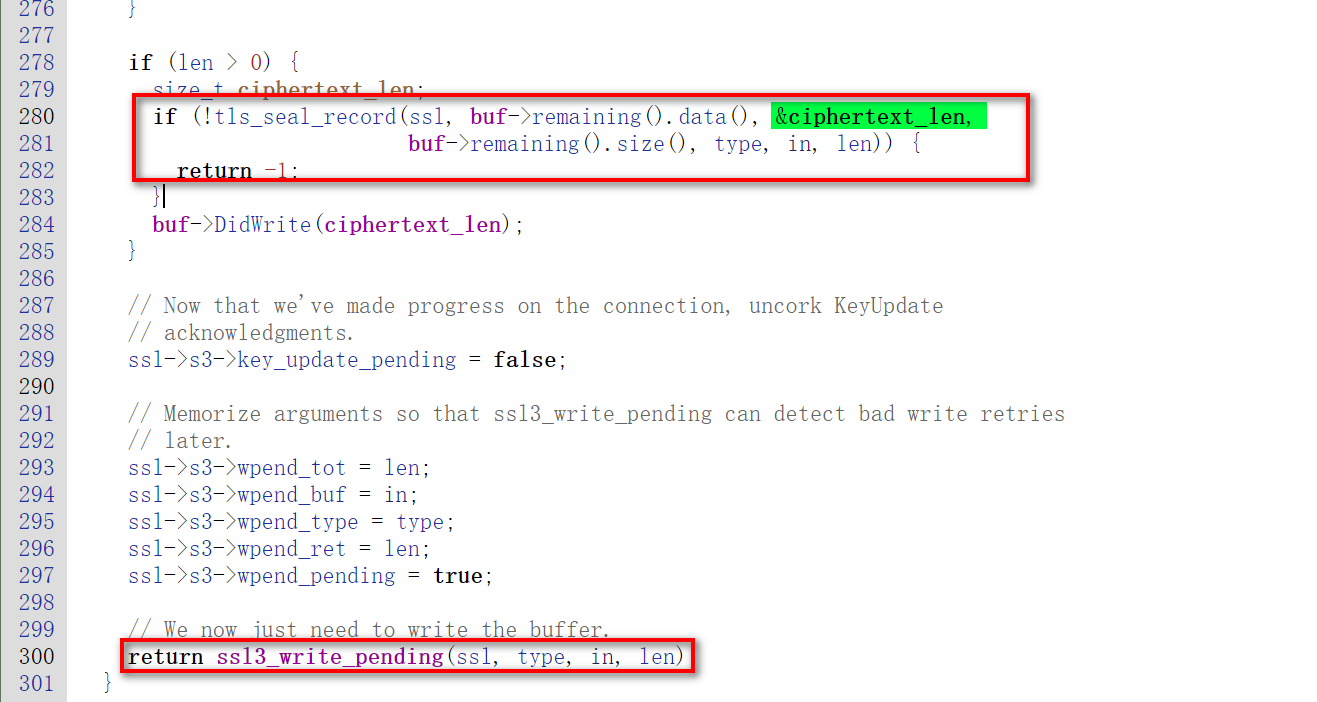 276 }
277
278 if (len > 0) {
279 size_t ciphertext_len;
280 if (!tls_seal_record(ssl, buf->remaining().data(), &ciphertext_len,
281 buf->remaining().size(), type, in, len)) {
282 return -1;
283 }
284 buf->DidWrite(ciphertext_len);
285 }
286
287 // Now that we've made progress on the connection, uncork KeyUpdate
288 // acknowledgments.
289 ssl->s3->key_update_pending = false;
290
291 // Memorize arguments so that ssl3_write_pending can detect bad write retries
292 // later.
293 ssl->s3->wpend_tot = len;
294 ssl->s3->wpend_buf = in;
295 ssl->s3->wpend_type = type;
296 ssl->s3->wpend_ret = len;
297 ssl->s3->wpend_pending = true;
298
299 // We now just need to write the buffer.
300 return ssl3_write_pending(ssl, type, in, len)
301 }